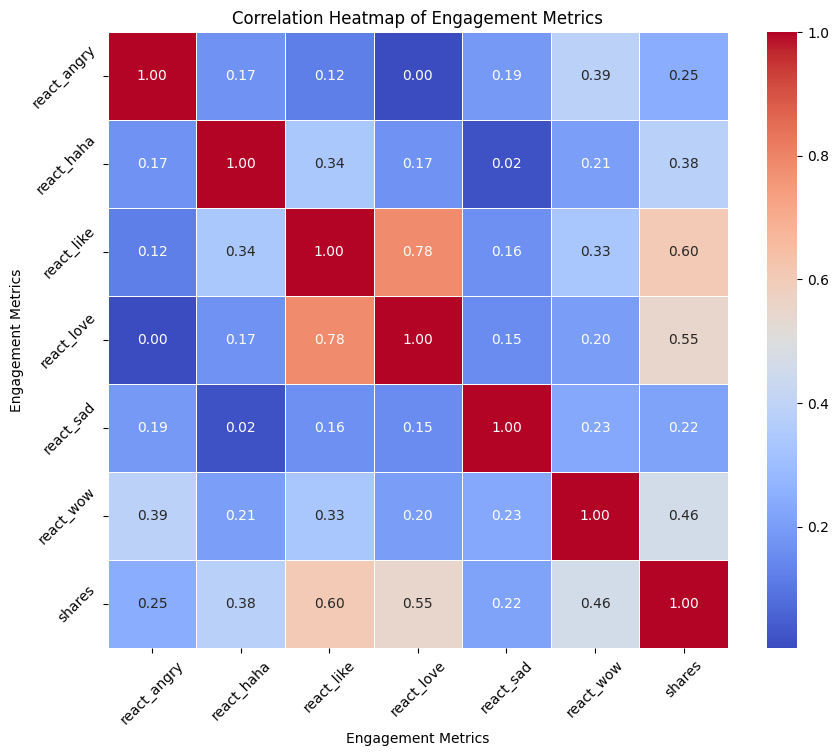 Correlation Heatmap of Engagement Metrics
Engagement Metrics
react_angry 1.00 0.17 0.12 0.00 0.19 0.39 0.25
react_haha 0.17 1.00 0.34 0.17 0.02 0.21 0.38
react_like 0.12 0.34 1.00 0.78 0.16 0.33 0.60
react_love 0.00 0.17 0.78 1.00 0.15 0.20 0.55
react_sad 0.19 0.02 0.16 0.15 1.00 0.23 0.22
react_wow 0.39 0.21 0.33 0.20 0.23 1.00 0.46
shares 0.25 0.38 0.60 0.55 0.22 0.46 1.00
react_angry react_haha react_like react_love react_sad react_wow shares
Engagement Metrics
1.0
0.8
0.6
0.4
0.2